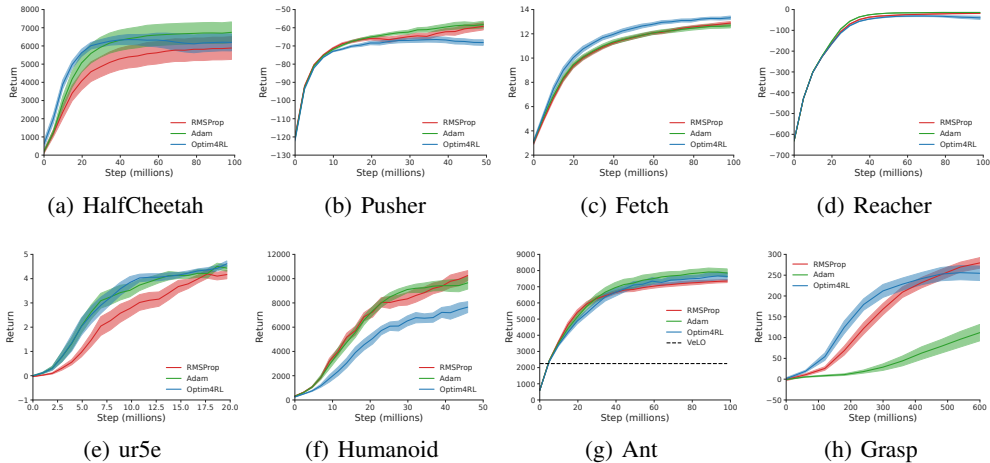 8000
7000
6000
5000
4000
3000
2000
1000
0
Return
0 20 40 60 80 100
Step (millions)
RMSProp
Adam
Optim4RL
(a) HalfCheetah
−50
−60
−70
−80
−90
−100
−110
−120
−130
Return
0 10 20 30 40 50
Step (millions)
RMSProp
Adam
Optim4RL
(b) Pusher
14
12
10
8
6
4
2
Return
0 20 40 60 80 100
Step (millions)
RMSProp
Adam
Optim4RL
(c) Fetch
0
−100
−200
−300
−400
−500
−600
−700
Return
0 20 40 60 80 100
Step (millions)
RMSProp
Adam
Optim4RL
(d) Reacher
5
4
3
2
1
0
−1
Return
0.0 2.5 5.0 7.5 10.0 12.5 15.0 17.5 20.0
Step (millions)
RMSProp
Adam
Optim4RL
(e) ur5e
12000
10000
8000
6000
4000
2000
0
Return
0 10 20 30 40 50
Step (millions)
RMSProp
Adam
Optim4RL
(f) Humanoid
9000
8000
7000
6000
5000
4000
3000
2000
1000
0
Return
0 20 40 60 80 100
Step (millions)
RMSProp
Adam
Optim4RL
VeLO
(g) Ant
300
250
200
150
100
50
0
−50
Return
0 100 200 300 400 500 600
Step (millions)
RMSProp
Adam
Optim4RL
(h) Grasp